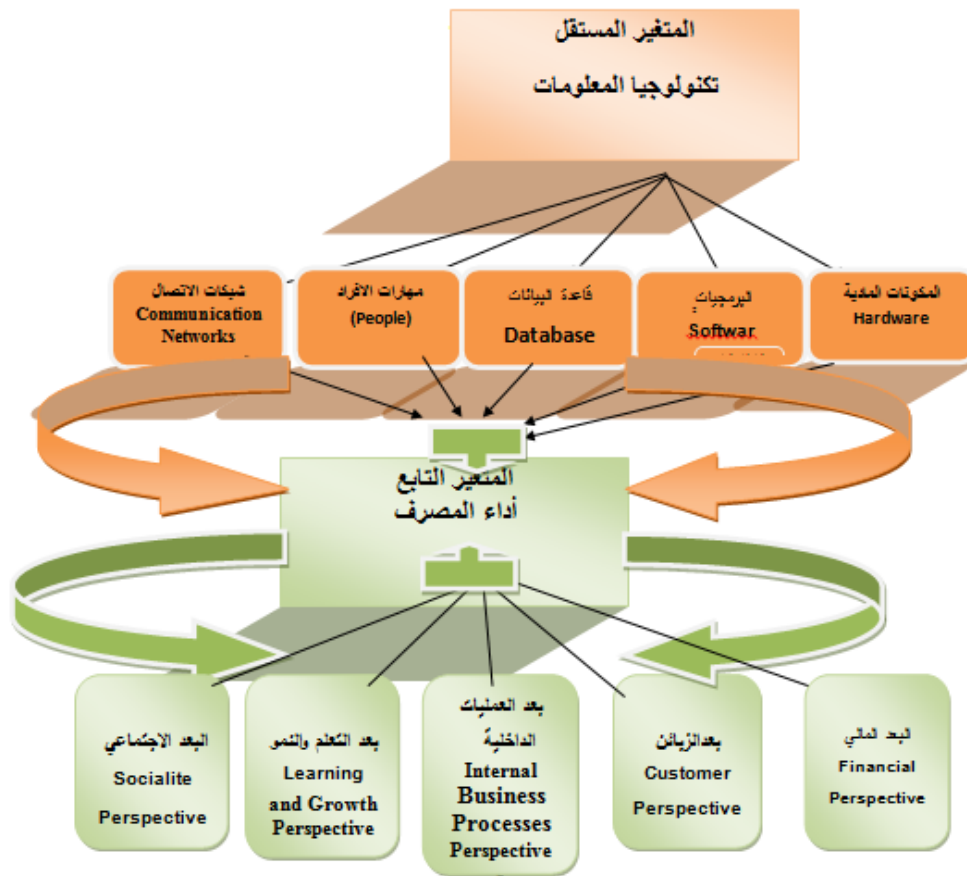 المتغير المستقل
تكنولوجيا المعلومات
المكونات المادية
Hardware
البرمجيات
Softwar
قاعدة البيانات
Database
مهارات الافراد
(People)
شبكات الاتصال
Communication
Networks
المتغير التابع
أداء المصرف
البعد المالي
Financial
Perspective
بعدالزبائن
Customer
Perspective
بعد العمليات
الداخلية
Internal
Business
Processes
Perspective
بعد التعلم والنمو
Learning
and Growth
Perspective
البعد الاجتماعي
Socialite
Perspective